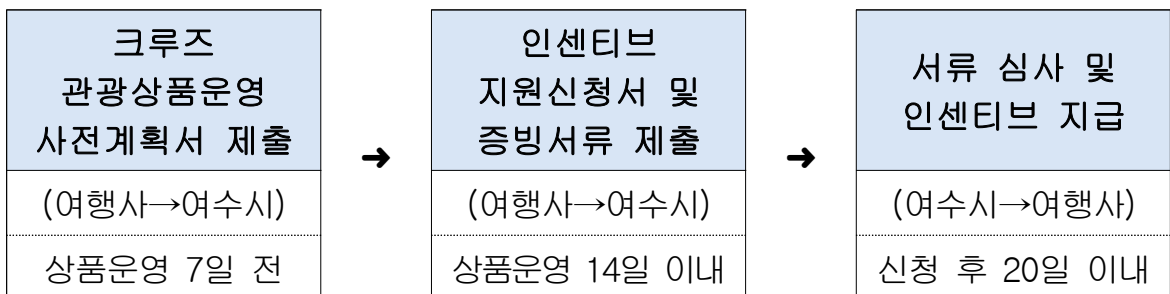 크루즈
관광상품운영
사전계획서 제출
(여행사→여수시)
상품운영 7일 전
➜
인센티브
지원신청서 및
증빙서류 제출
(여행사→여수시)
상품운영 14일 이내
➜
서류 심사 및
인센티브 지급
(여수시→여행사)
신청 후 20일 이내